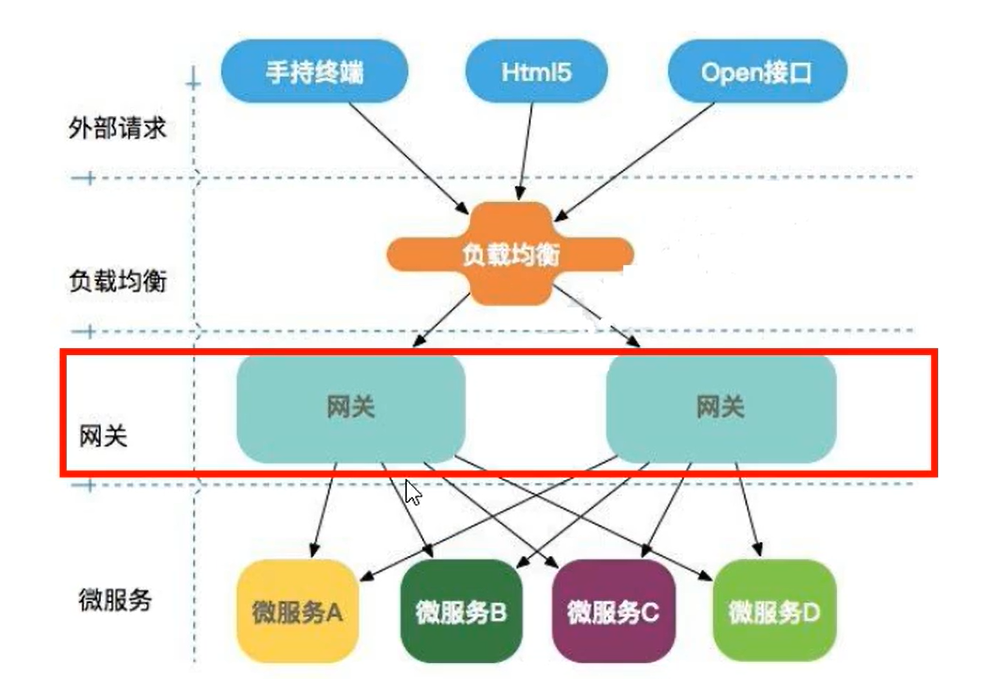 手持终端
Html5
Open接口
外部请求
负载均衡
负载均衡
网关
网关
网关
微服务
微服务A
微服务B
微服务C
微服务D